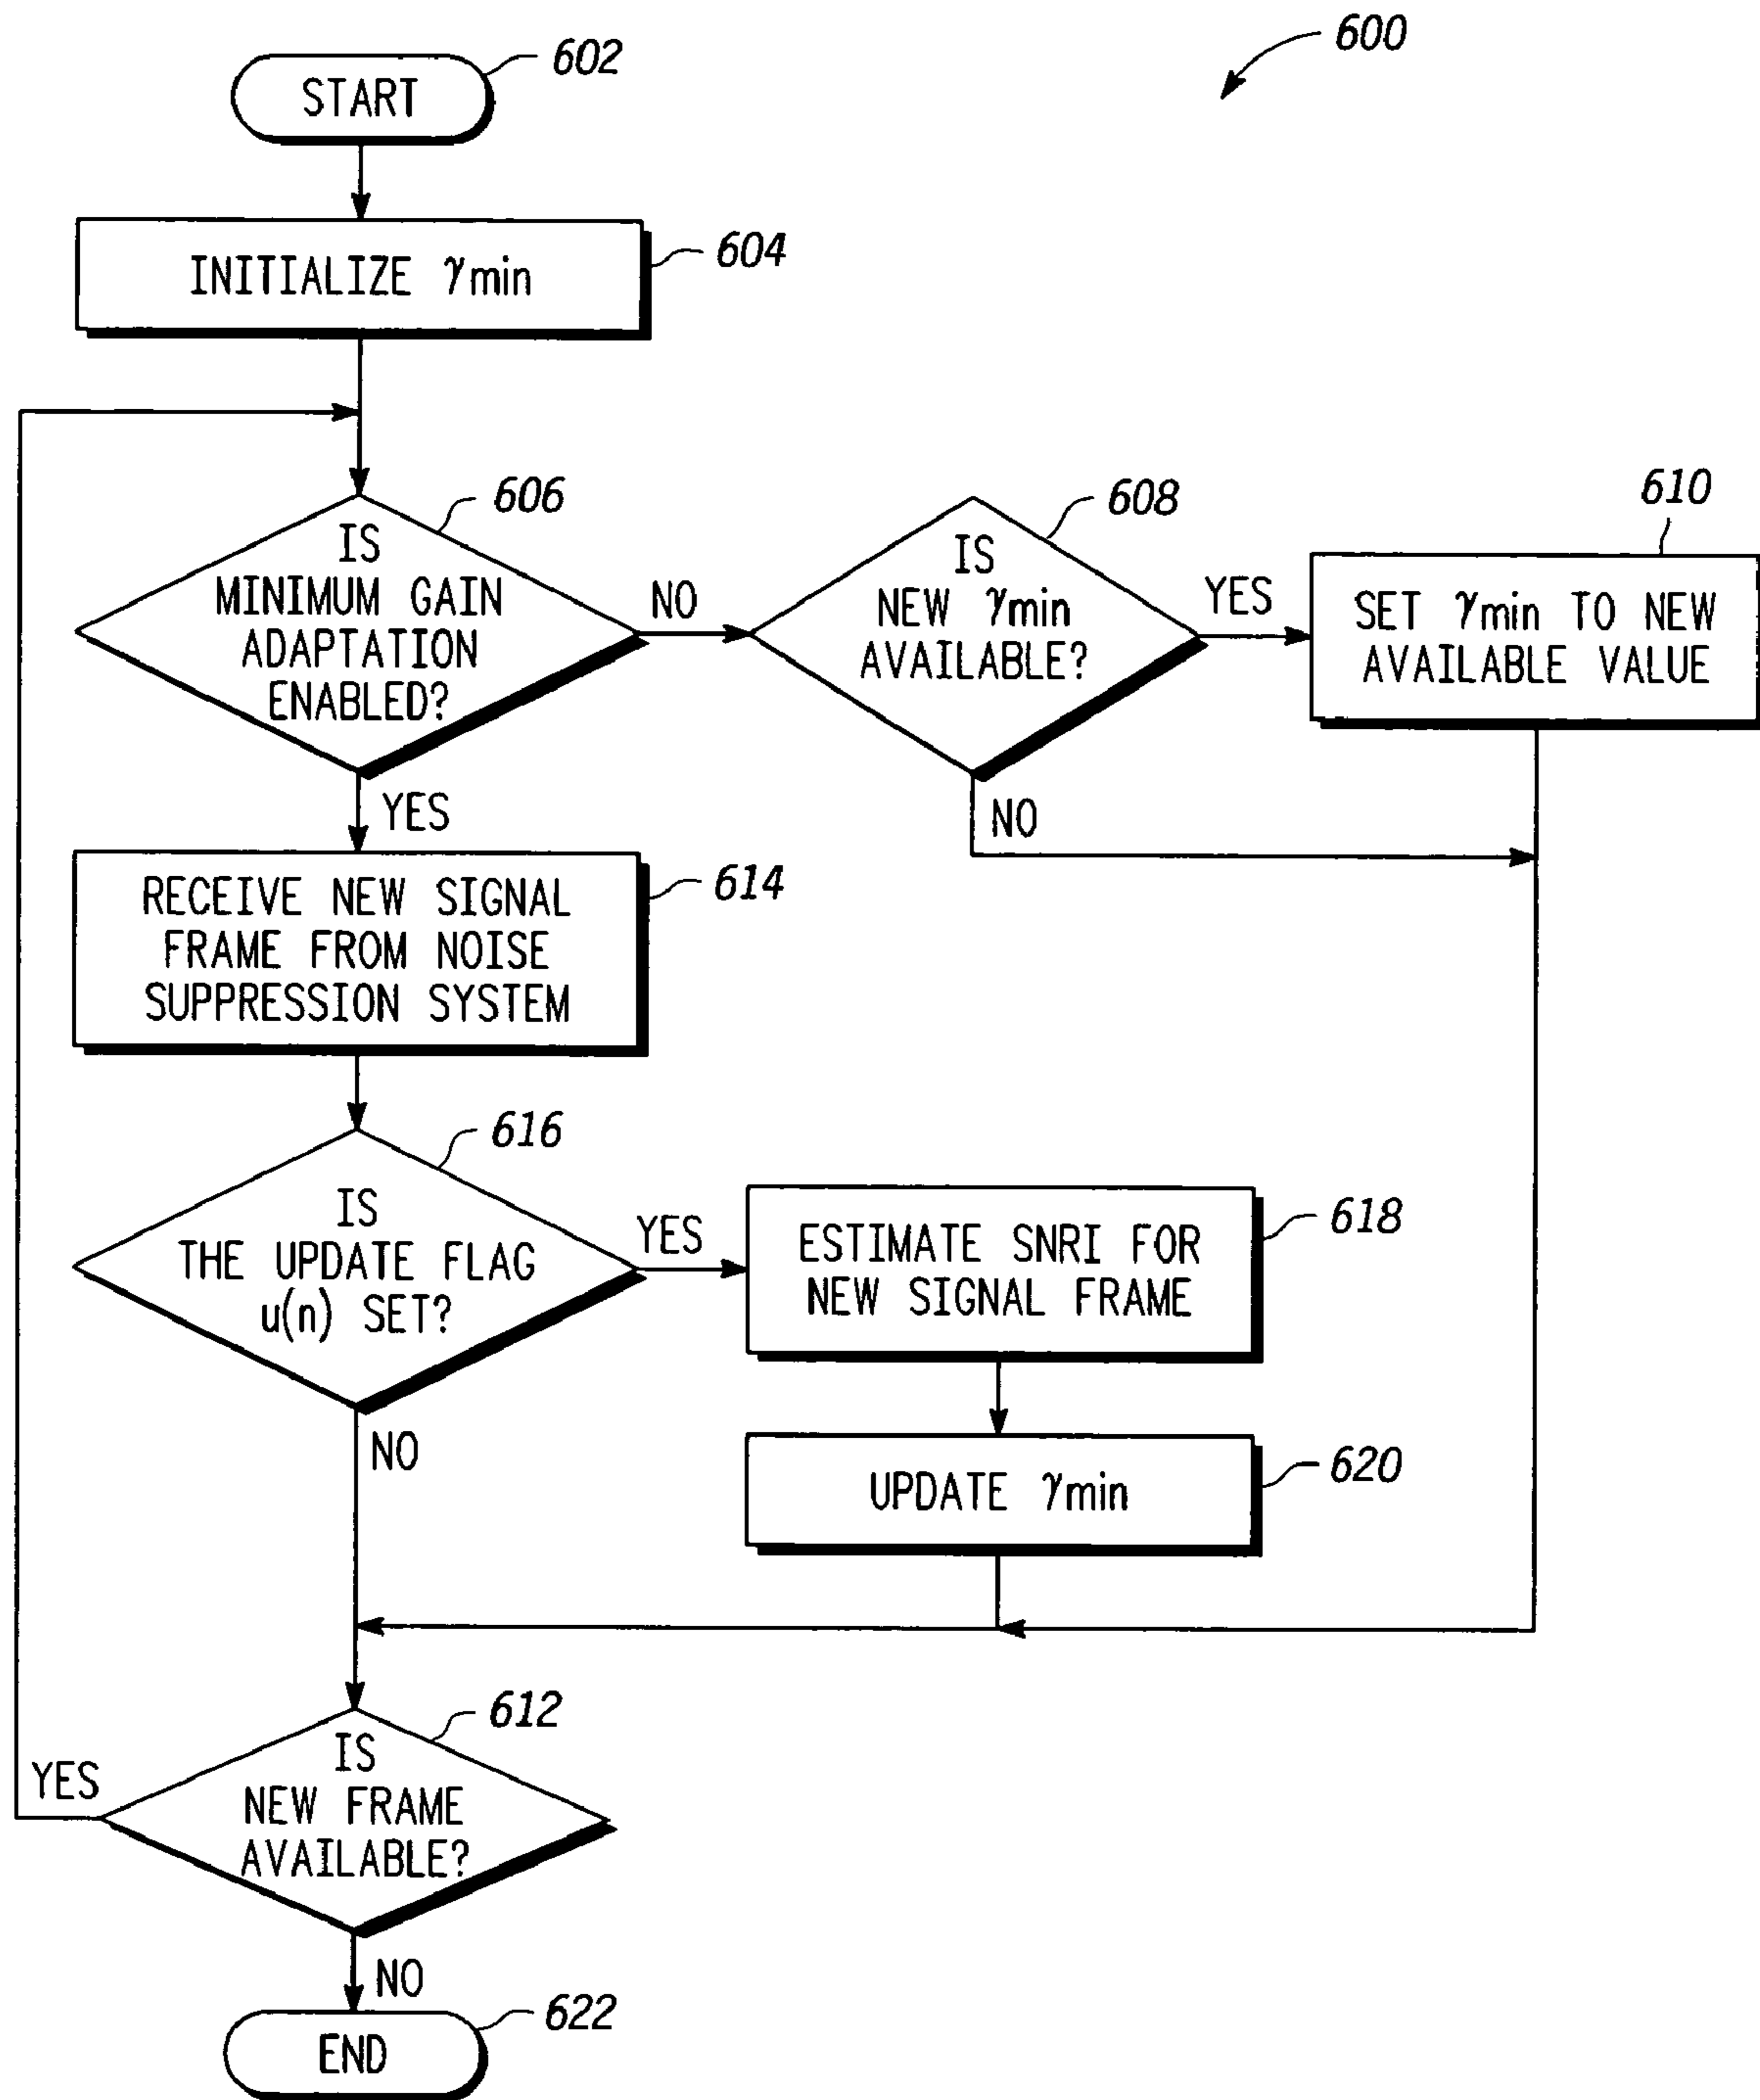 600
602
START
INITIALIZE γmin
604
606
IS
MINIMUM GAIN
ADAPTATION
ENABLED?
NO
608
IS
NEW γmin
AVAILABLE?
YES
610
SET γmin TO NEW
AVAILABLE VALUE
NO
YES
RECEIVE NEW SIGNAL
FRAME FROM NOISE
SUPPRESSION SYSTEM
614
616
IS
THE UPDATE FLAG
u(n) SET?
YES
ESTIMATE SNRI FOR
NEW SIGNAL FRAME
618
NO
UPDATE γmin
620
612
IS
NEW FRAME
AVAILABLE?
YES
NO
END
622